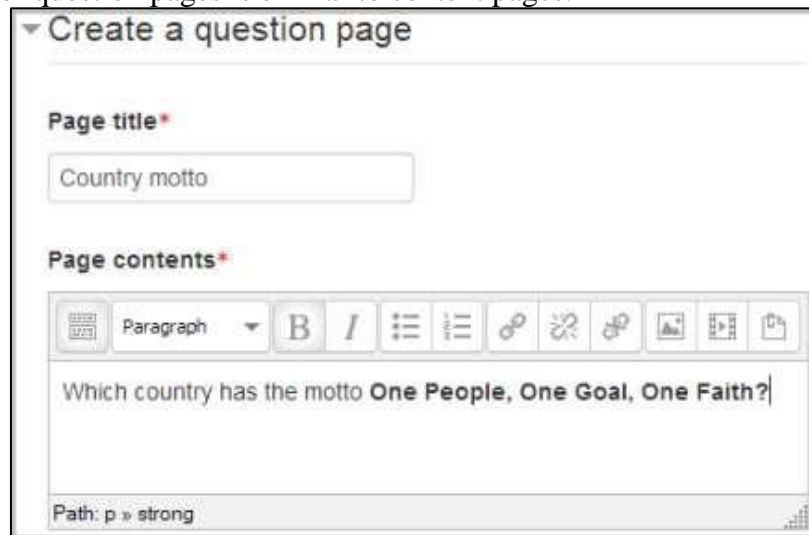 Create a question page
Page title*
Country motto
Page contents*
Paragraph B I
Which country has the motto One People, One Goal, One Faith?
Path: p » strong